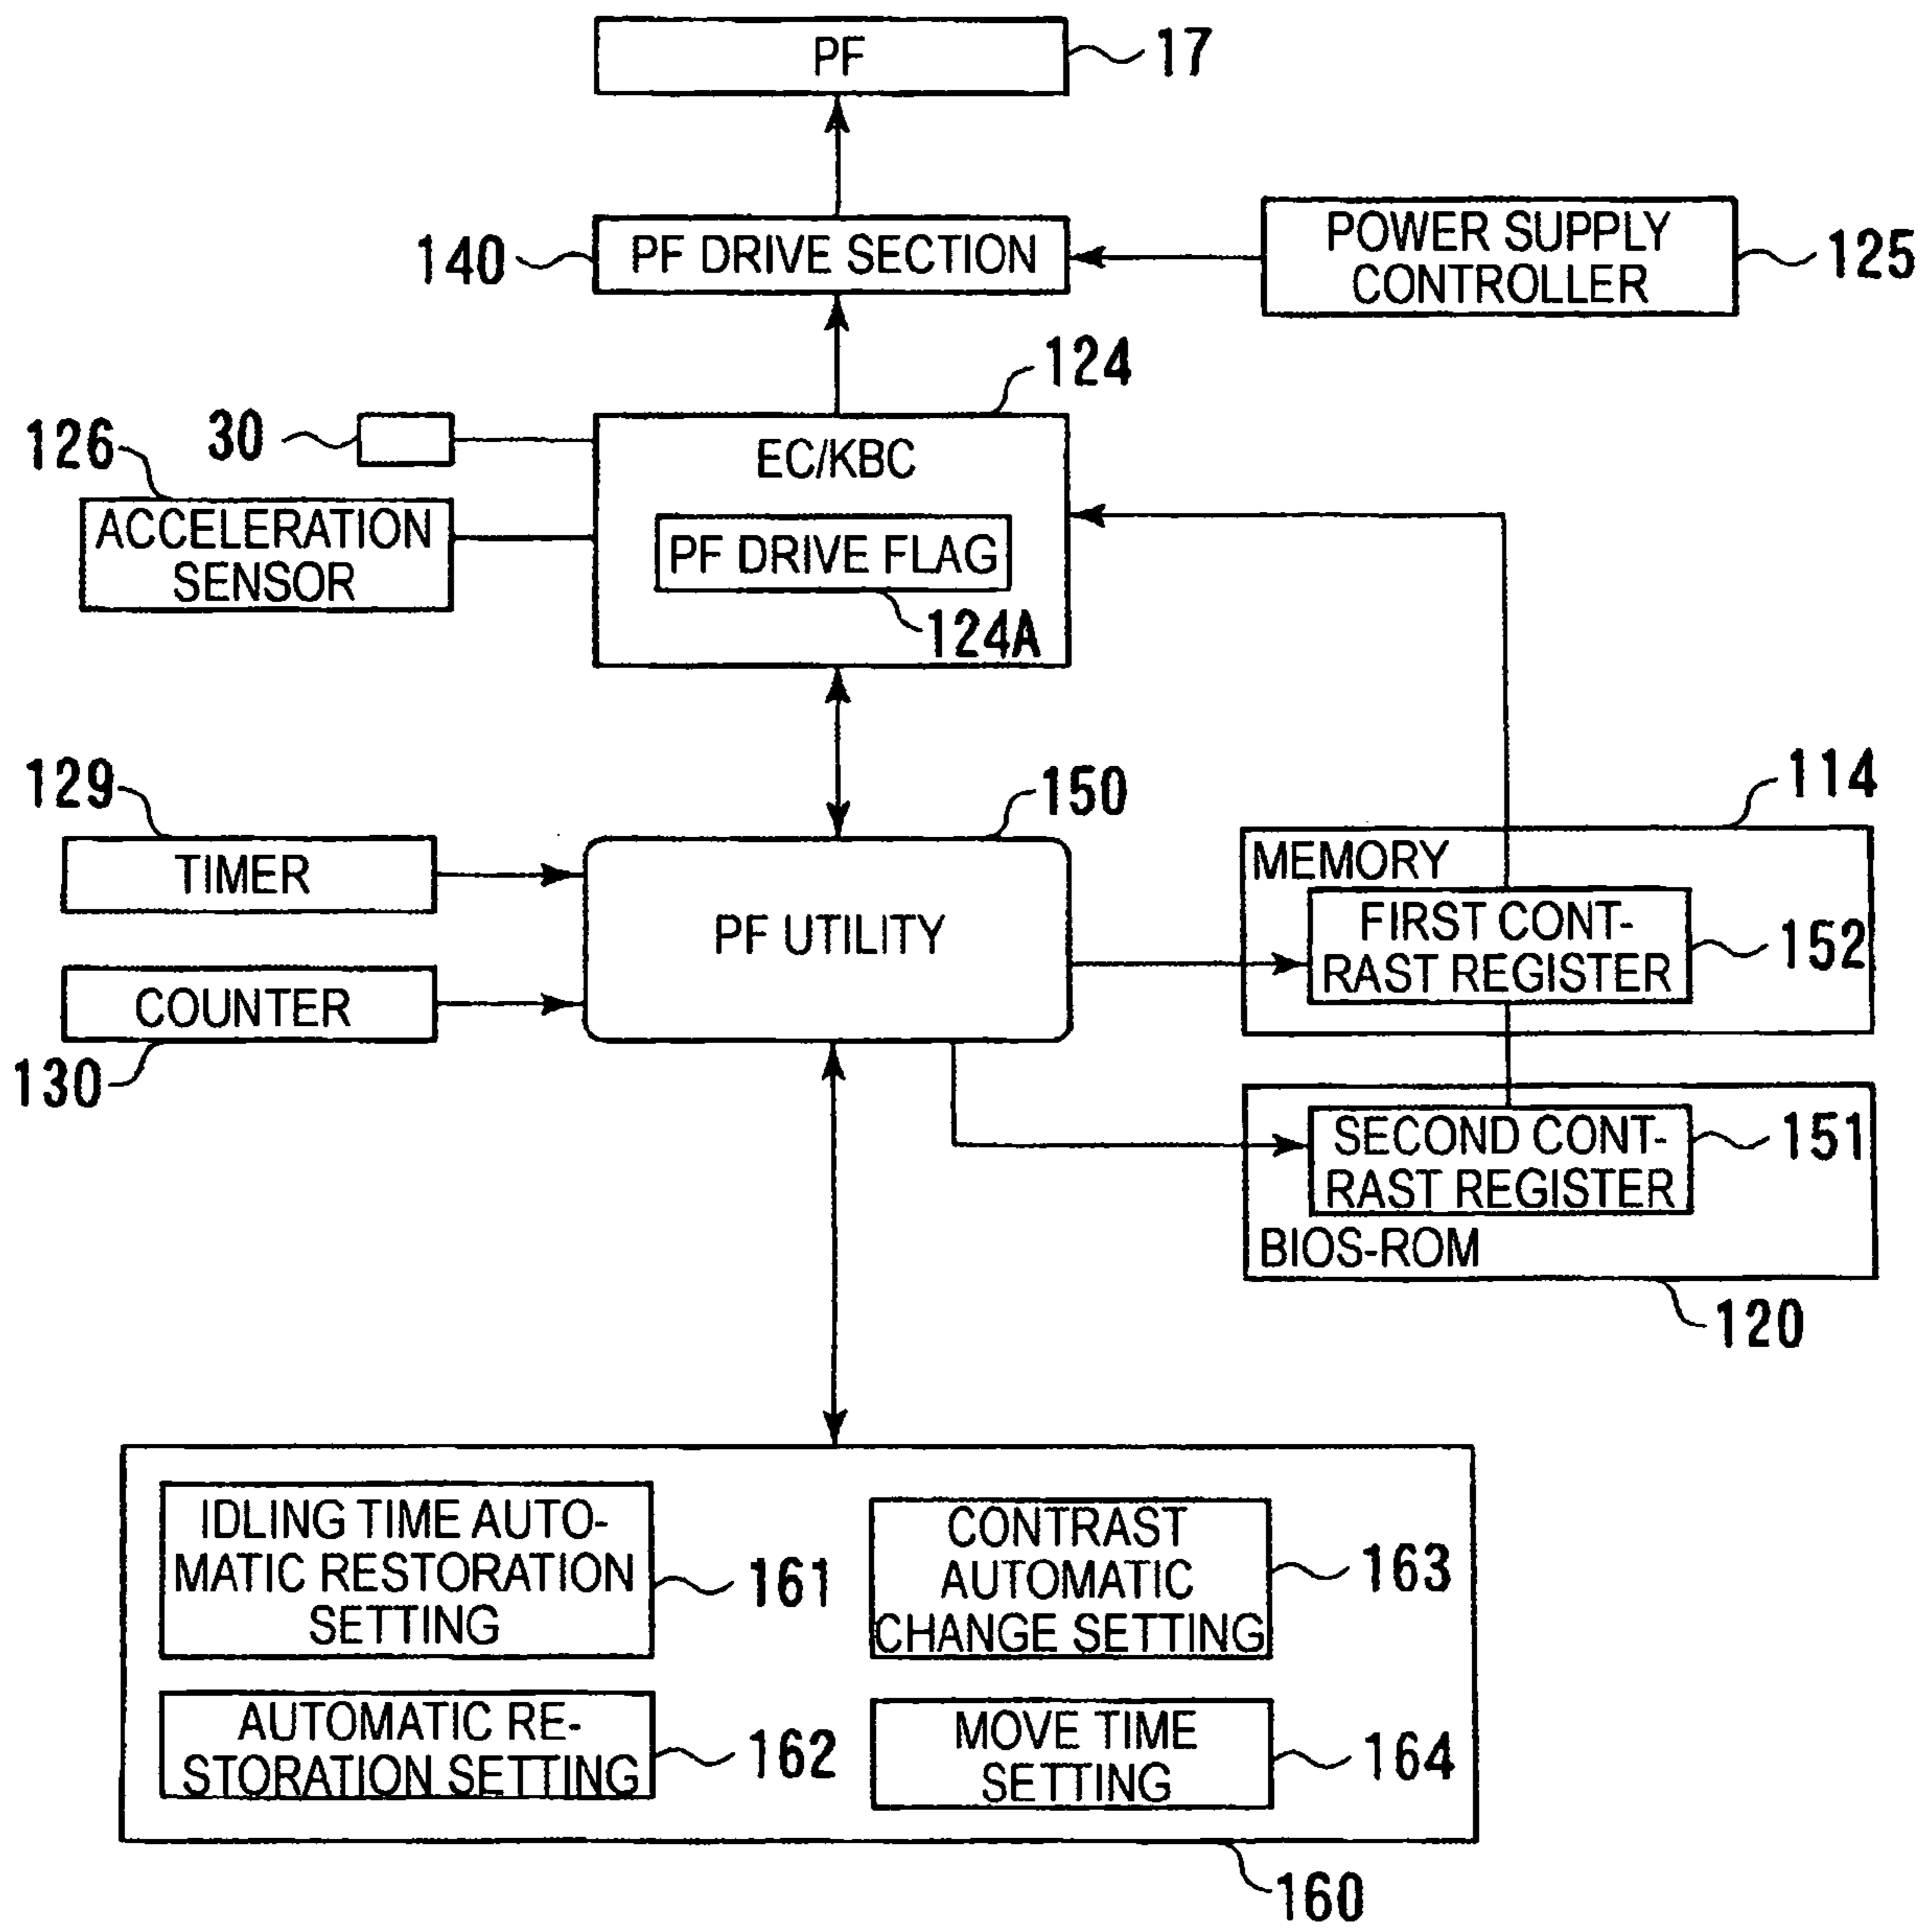 PF
17
140
PF DRIVE SECTION
POWER SUPPLY
CONTROLLER
125
124
30
126
EC/KBC
ACCELERATION
SENSOR
PF DRIVE FLAG
124A
129
150
114
TIMER
MEMORY
PF UTILITY
FIRST CONT-
RAST REGISTER
152
COUNTER
130
SECOND CONT-
RAST REGISTER
151
BIOS-ROM
120
IDLING TIME AUTO-
MATIC RESTORATION
SETTING
161
CONTRAST
AUTOMATIC
CHANGE SETTING
163
AUTOMATIC RE-
STORATION SETTING
162
MOVE TIME
SETTING
164
160